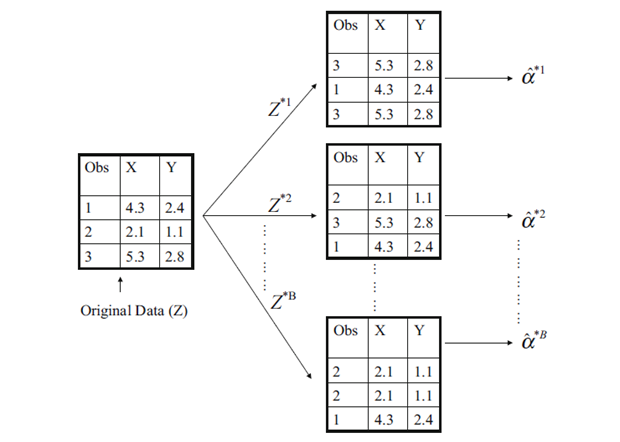 Obs X Y
3 5.3 2.8
1 4.3 2.4
3 5.3 2.8
α̂*1
Z*1
Obs X Y
1 4.3 2.4
2 2.1 1.1
3 5.3 2.8
Original Data (Z)
Z*2
Obs X Y
2 2.1 1.1
3 5.3 2.8
1 4.3 2.4
α̂*2
Z*B
Obs X Y
2 2.1 1.1
2 2.1 1.1
1 4.3 2.4
α̂*B